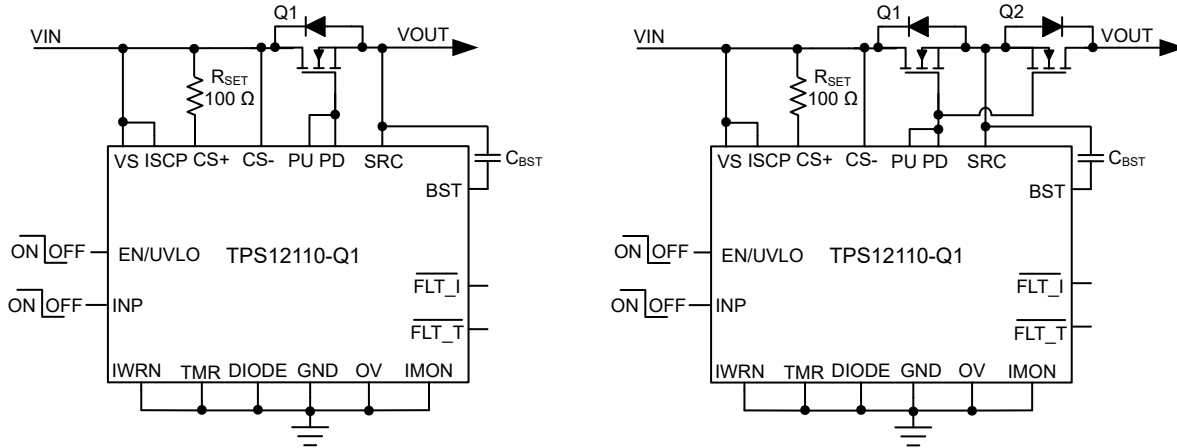 Q1
VIN
VOUT
RSET
100 Ω
VS
ISCP
CS+
CS-
PU
PD
SRC
CBST
BST
ON
OFF
EN/UVLO
TPS12110-Q1
FLT_I
ON
OFF
INP
FLT_T
IWRN
TMR
DIODE
GND
OV
IMON
Q1
Q2
VIN
VOUT
RSET
100 Ω
VS
ISCP
CS+
CS-
PU
PD
SRC
CBST
BST
ON
OFF
EN/UVLO
TPS12110-Q1
FLT_I
ON
OFF
INP
FLT_T
IWRN
TMR
DIODE
GND
OV
IMON